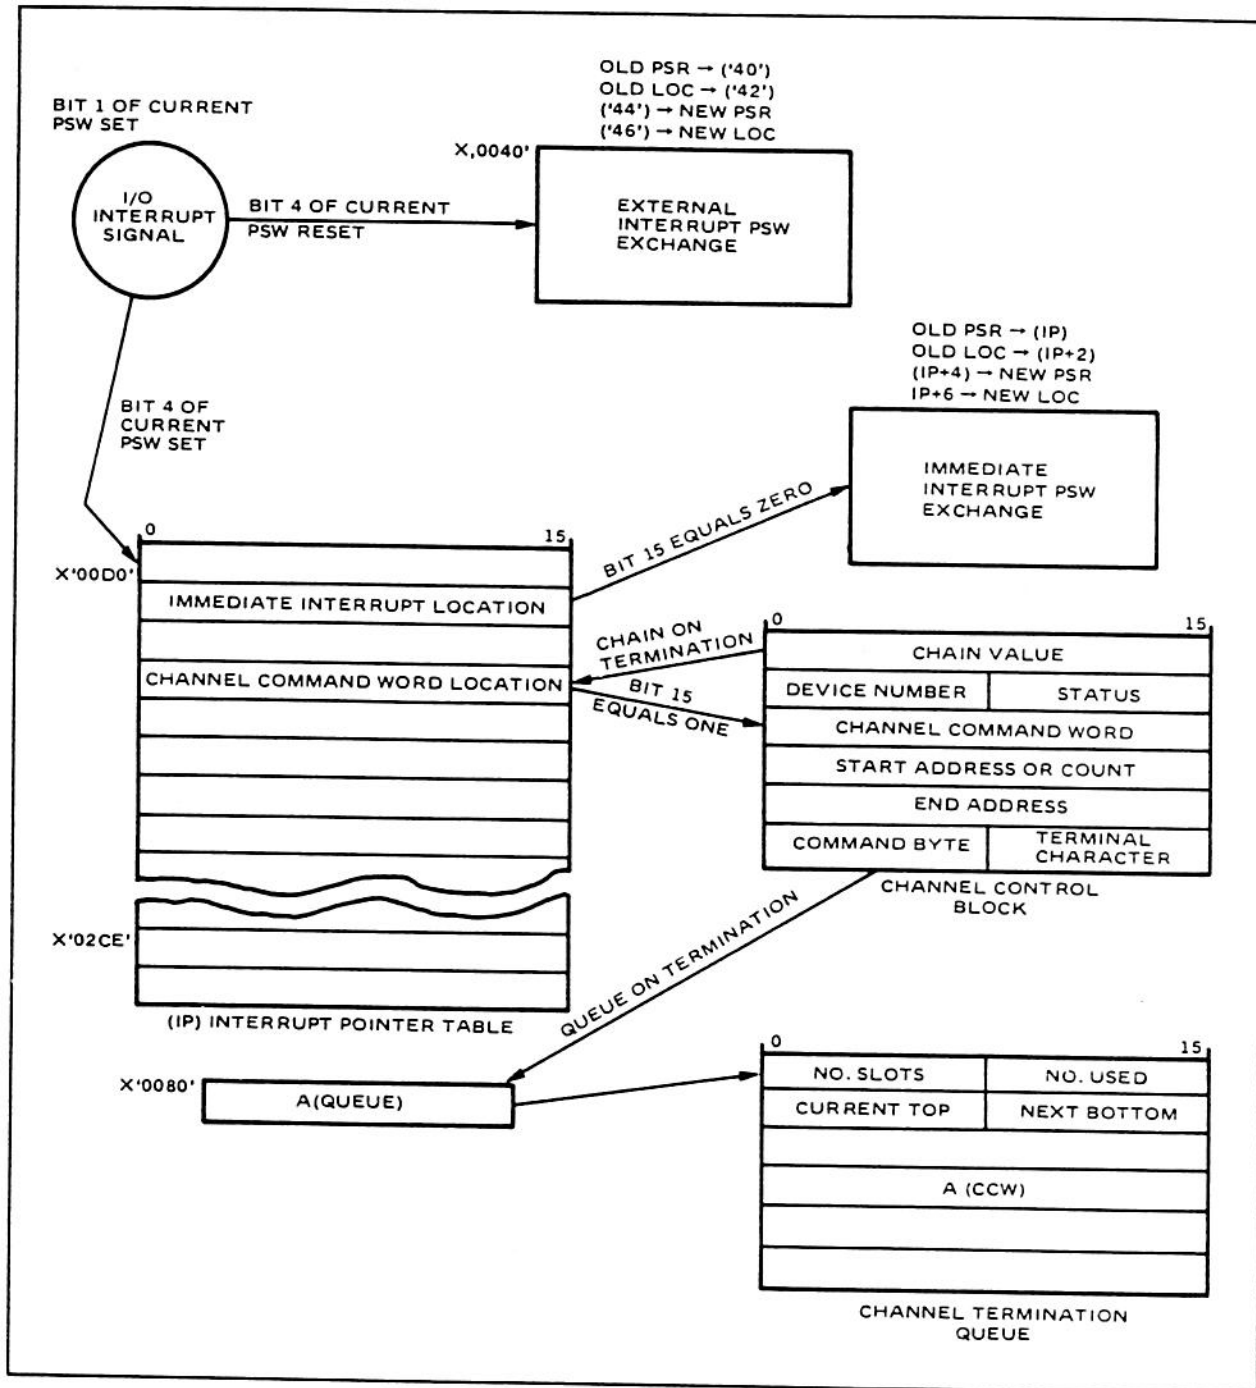 OLD PSR → ('40')
OLD LOC → ('42')
('44') → NEW PSR
('46') → NEW LOC
BIT 1 OF CURRENT
PSW SET
X,0040'
I/O
INTERRUPT
SIGNAL
BIT 4 OF CURRENT
PSW RESET
EXTERNAL
INTERRUPT PSW
EXCHANGE
OLD PSR → (IP)
OLD LOC → (IP+2)
(IP+4) → NEW PSR
IP+6 → NEW LOC
BIT 4 OF
CURRENT
PSW SET
IMMEDIATE
INTERRUPT PSW
EXCHANGE
BIT 15 EQUALS ZERO
0 15
X'00D0'
IMMEDIATE INTERRUPT LOCATION
CHANNEL COMMAND WORD LOCATION
CHAIN ON
TERMINATION
BIT 15
EQUALS ONE
0 15
CHAIN VALUE
DEVICE NUMBER STATUS
CHANNEL COMMAND WORD
START ADDRESS OR COUNT
END ADDRESS
COMMAND BYTE TERMINAL
CHARACTER
CHANNEL CONTROL
BLOCK
X'02CE'
(IP) INTERRUPT POINTER TABLE
QUEUE ON TERMINATION
X'0080'
A(QUEUE)
0 15
NO. SLOTS NO. USED
CURRENT TOP NEXT BOTTOM
A (CCW)
CHANNEL TERMINATION
QUEUE